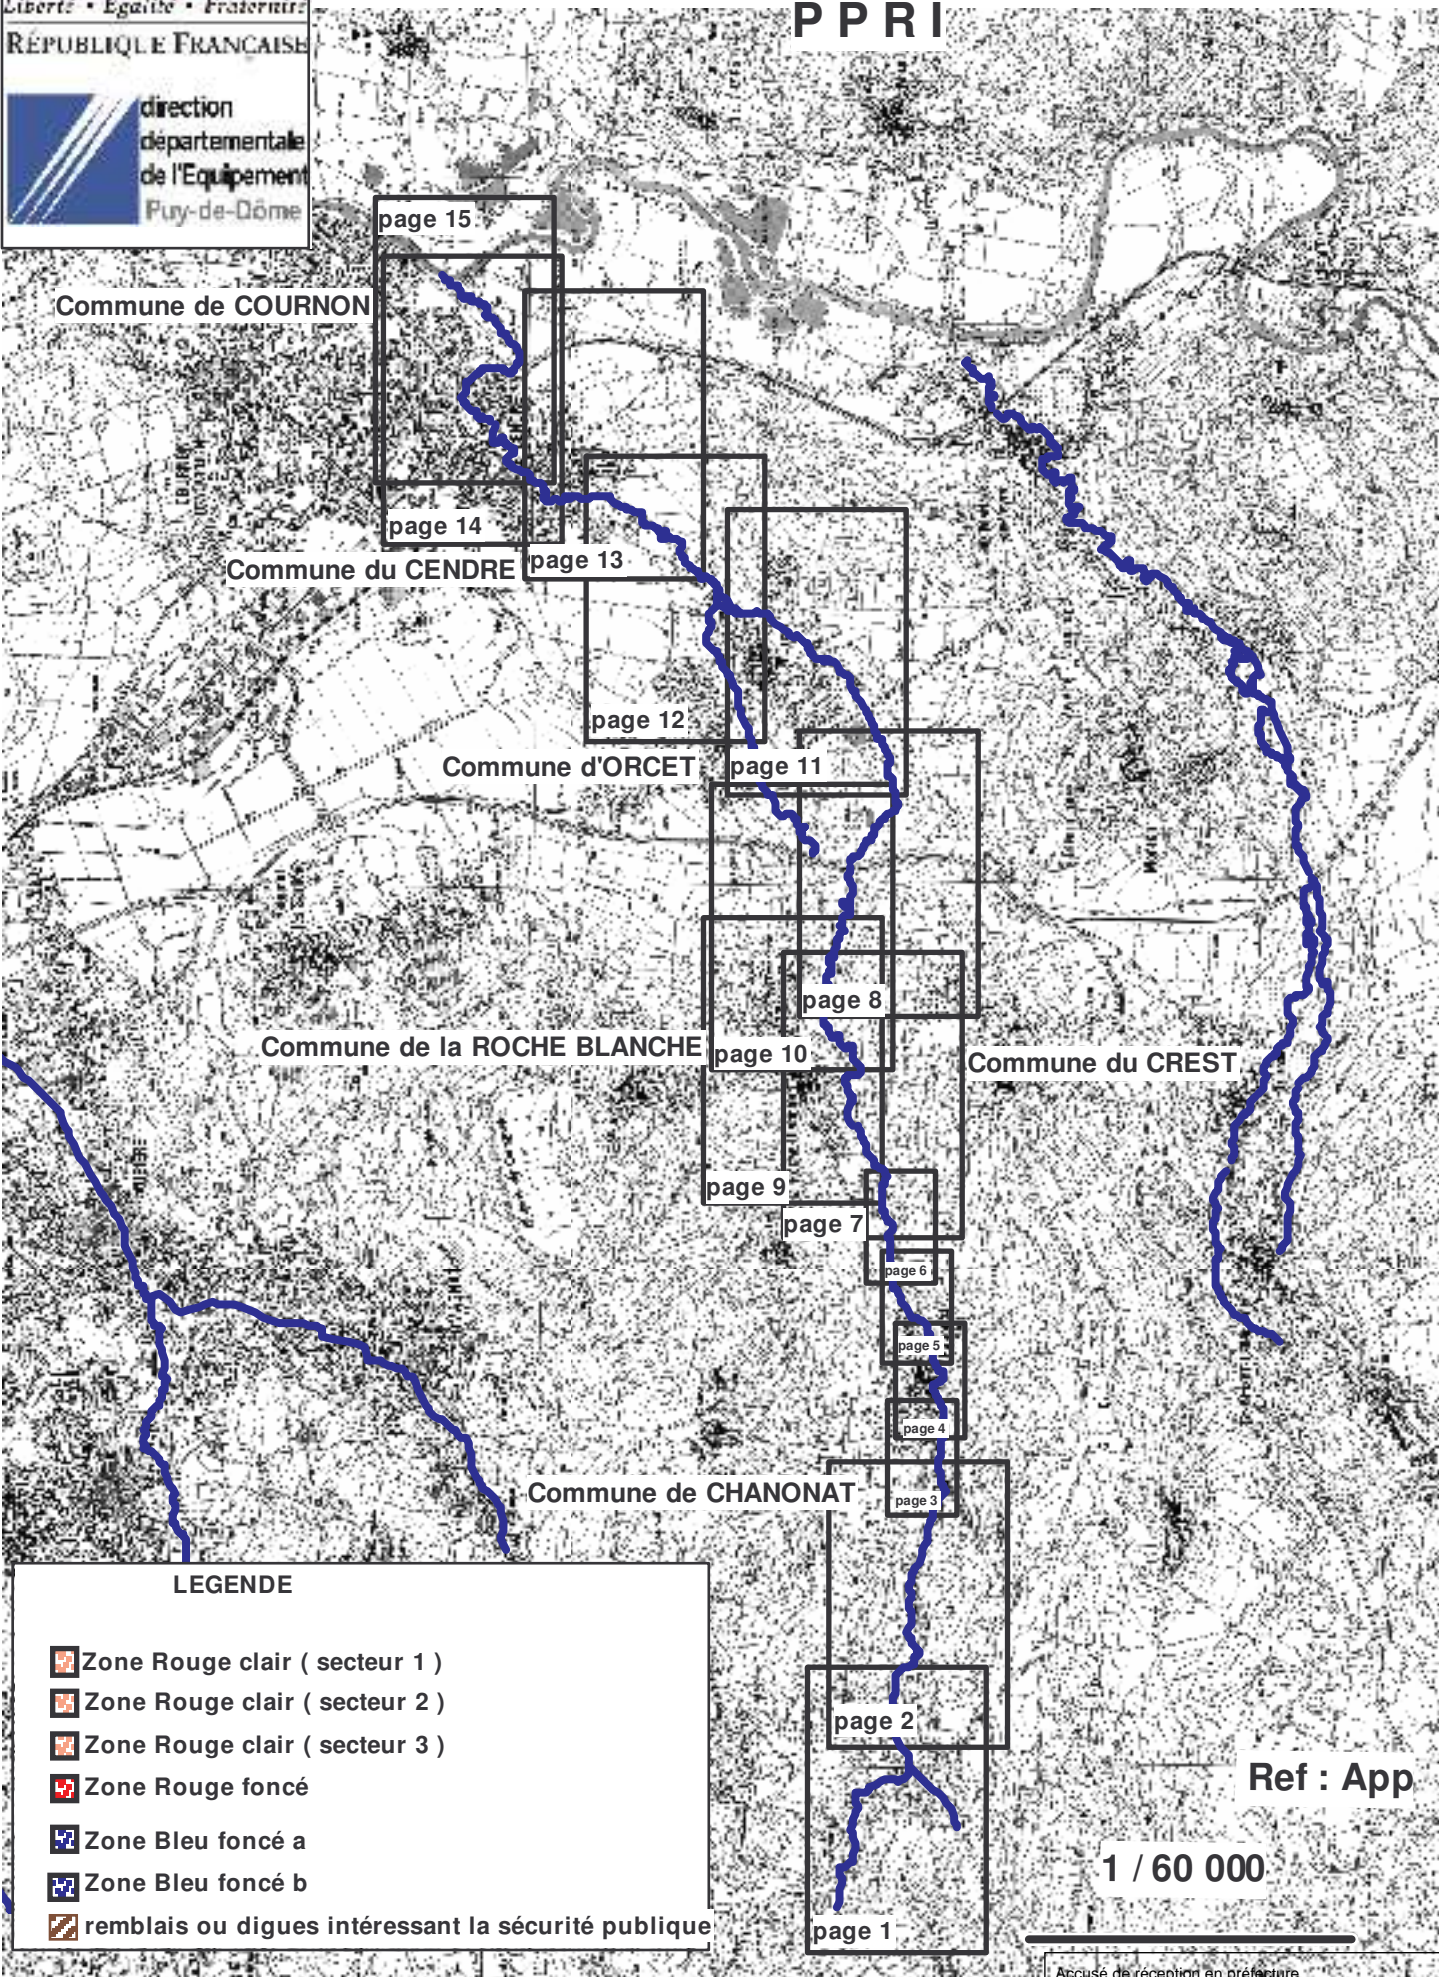 Liberté • Égalité • Fraternité
RÉPUBLIQUE FRANÇAISE
direction
départementale
de l'Equipement
Puy-de-Dôme
PPRI
page 15
Commune de COURNON
page 14
page 13
Commune du CENDRE
page 12
Commune d'ORCET
page 11
page 8
Commune de la ROCHE BLANCHE
page 10
Commune du CREST
page 9
page 7
page 6
page 5
page 4
Commune de CHANONAT
page 3
page 2
page 1
LEGENDE
Zone Rouge clair ( secteur 1 )
Zone Rouge clair ( secteur 2 )
Zone Rouge clair ( secteur 3 )
Zone Rouge foncé
Zone Bleu foncé a
Zone Bleu foncé b
remblais ou digues intéressant la sécurité publique
Ref : App
1 / 60 000
Accusé de réception en préfecture